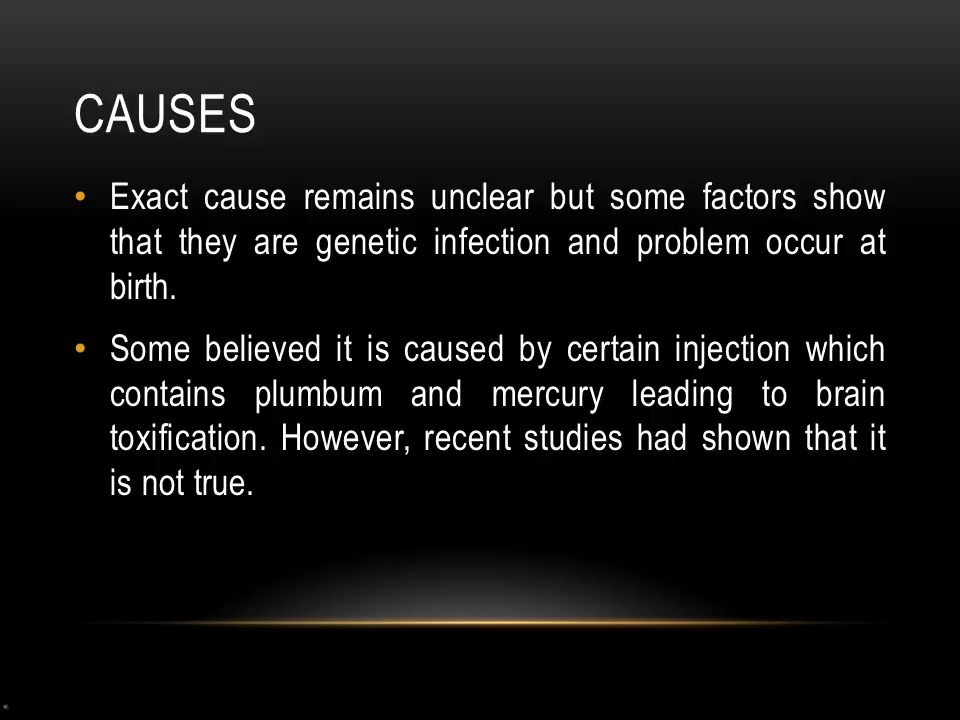 CAUSES
• Exact cause remains unclear but some factors show
that they are genetic infection and problem occur at
birth.
• Some believed it is caused by certain injection which
contains plumbum and mercury leading to brain
toxification. However, recent studies had shown that it
is not true.